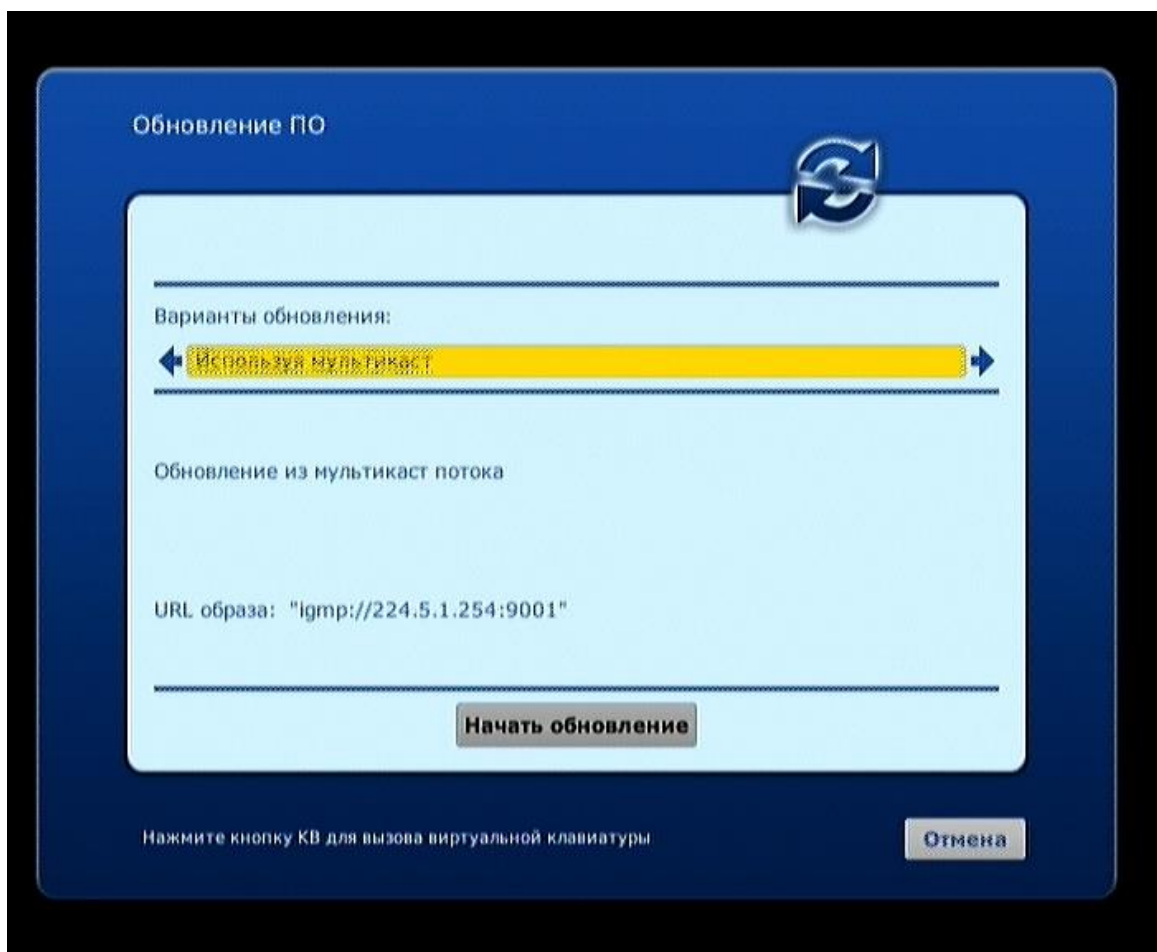 Обновление ПО
Варианты обновления:
Используя мультикаст
Обновление из мультикаст потока
URL образа: "igmp://224.5.1.254:9001"
Начать обновление
Нажмите кнопку КВ для вызова виртуальной клавиатуры
Отмена